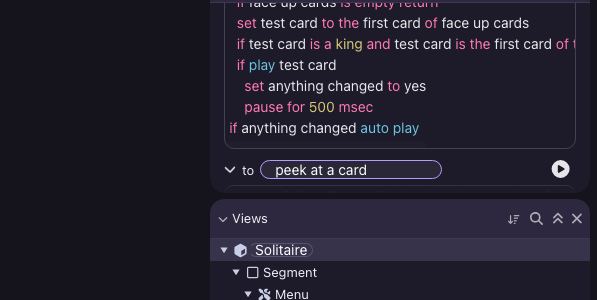 if face up cards is empty return
set test card to the first card of face up cards
if test card is a king and test card is the first card of
if play test card
set anything changed to yes
pause for 500 msec
if anything changed auto play
to peek at a card
Views
Solitaire
Segment
Menu